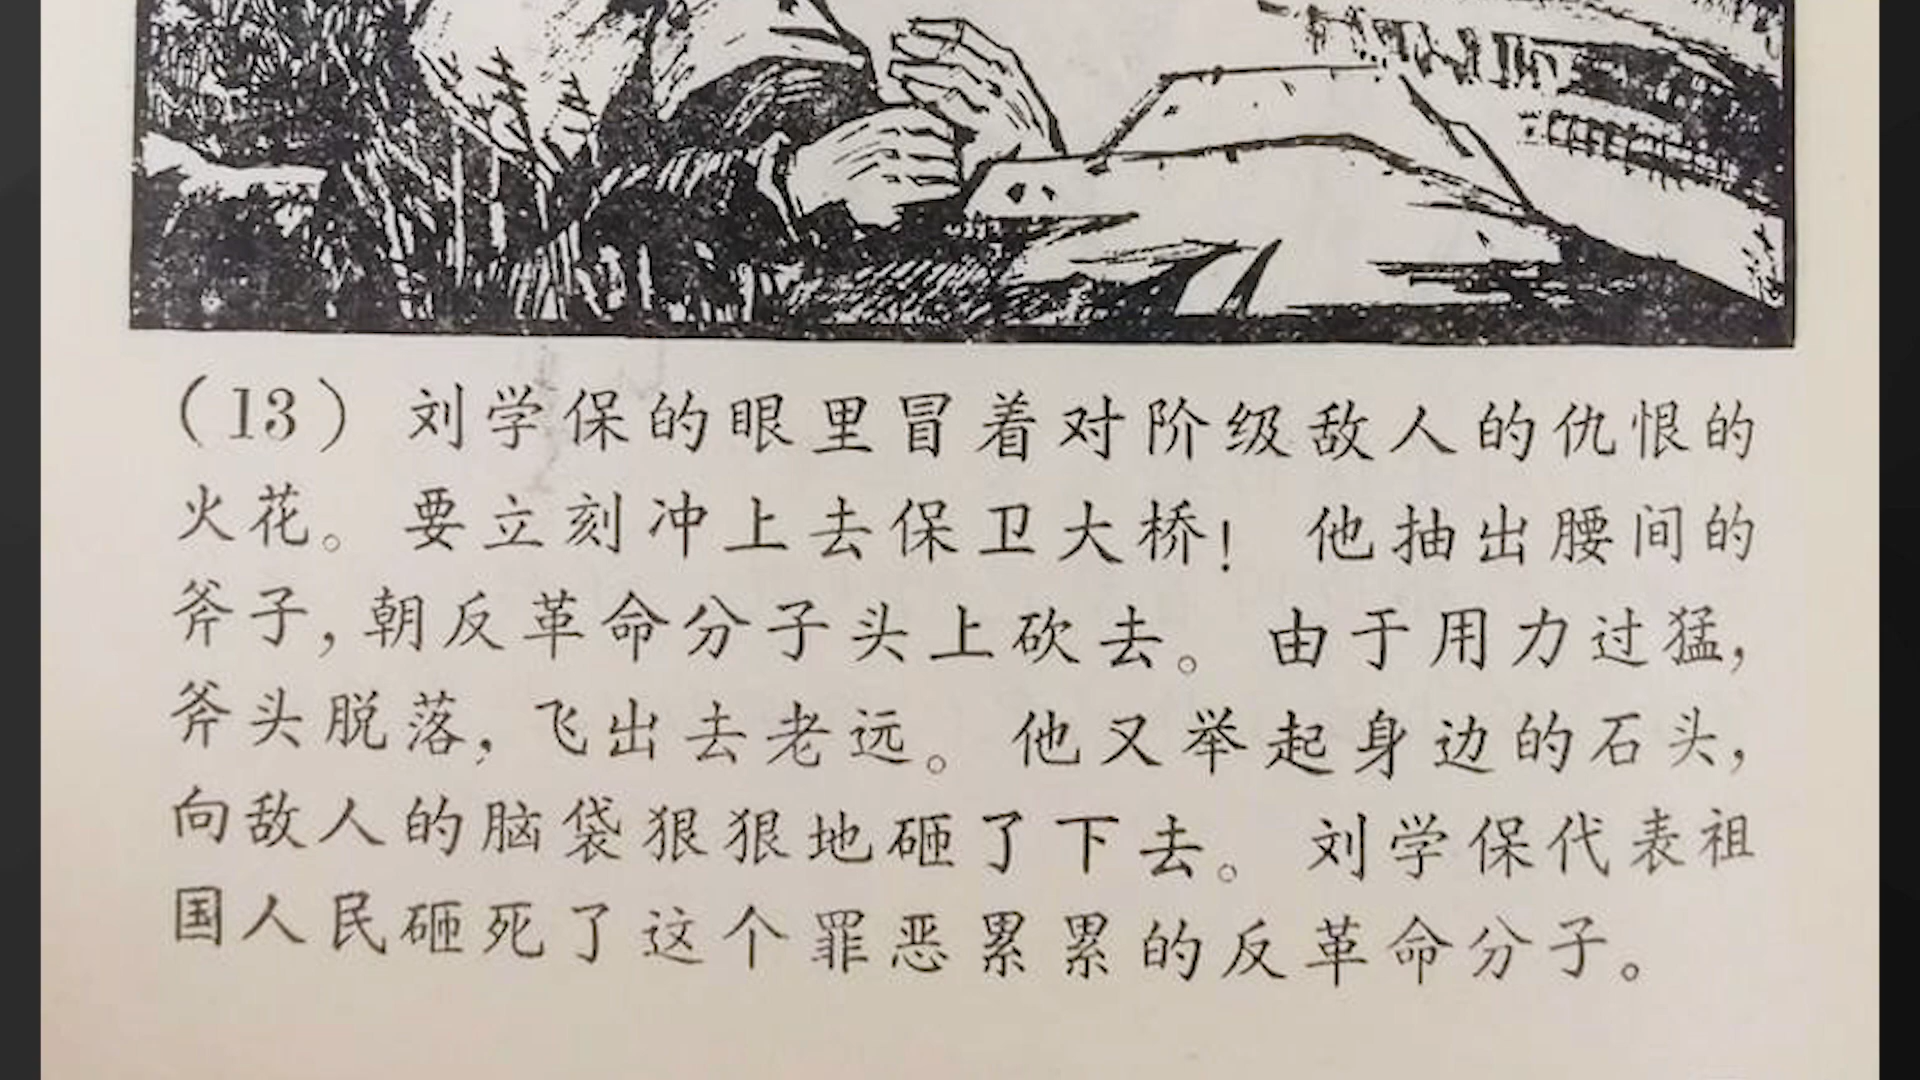 （13） 刘学保的眼里冒着对阶级敌人的仇恨的
火花。要立刻冲上去保卫大桥！ 他抽出腰间的
斧子，朝反革命分子头上砍去。由于用力过猛，
斧头脱落，飞出去老远。他又举起身边的石头，
向敌人的脑袋狠狠地砸了下去。刘学保代表祖
国人民砸死了这个罪恶累累的反革命分子。